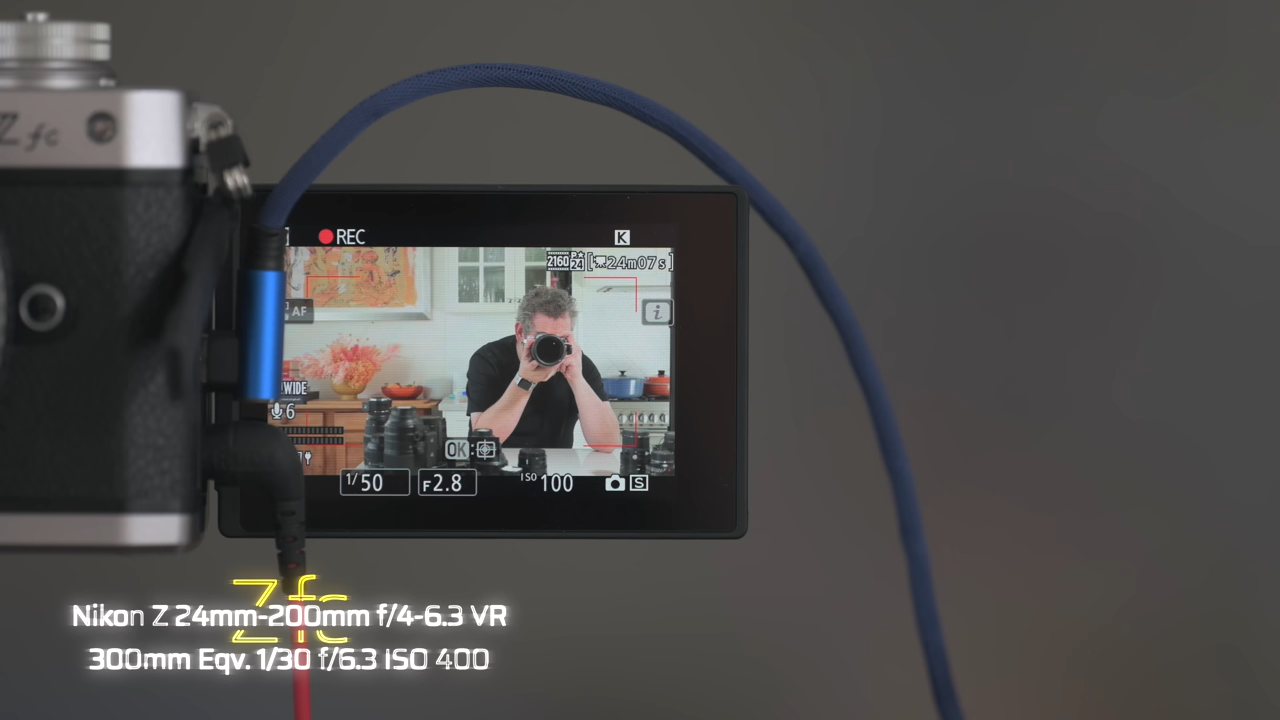 Z fc
REC
K
2160 24 [24m07s]
i
AF
WIDE
6
OK
1/50 F2.8 ISO 100 S
Zfc
Nikon Z 24mm-200mm f/4-6.3 VR
300mm Eqv. 1/30 f/6.3 ISO 400